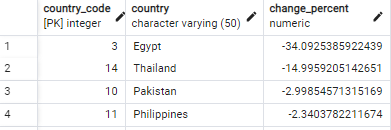 country_code country change_percent
[PK] integer character varying (50) numeric
1 3 Egypt -34.0925385922439
2 14 Thailand -14.9959205142651
3 10 Pakistan -2.99854571315169
4 11 Philippines -2.3403782211674